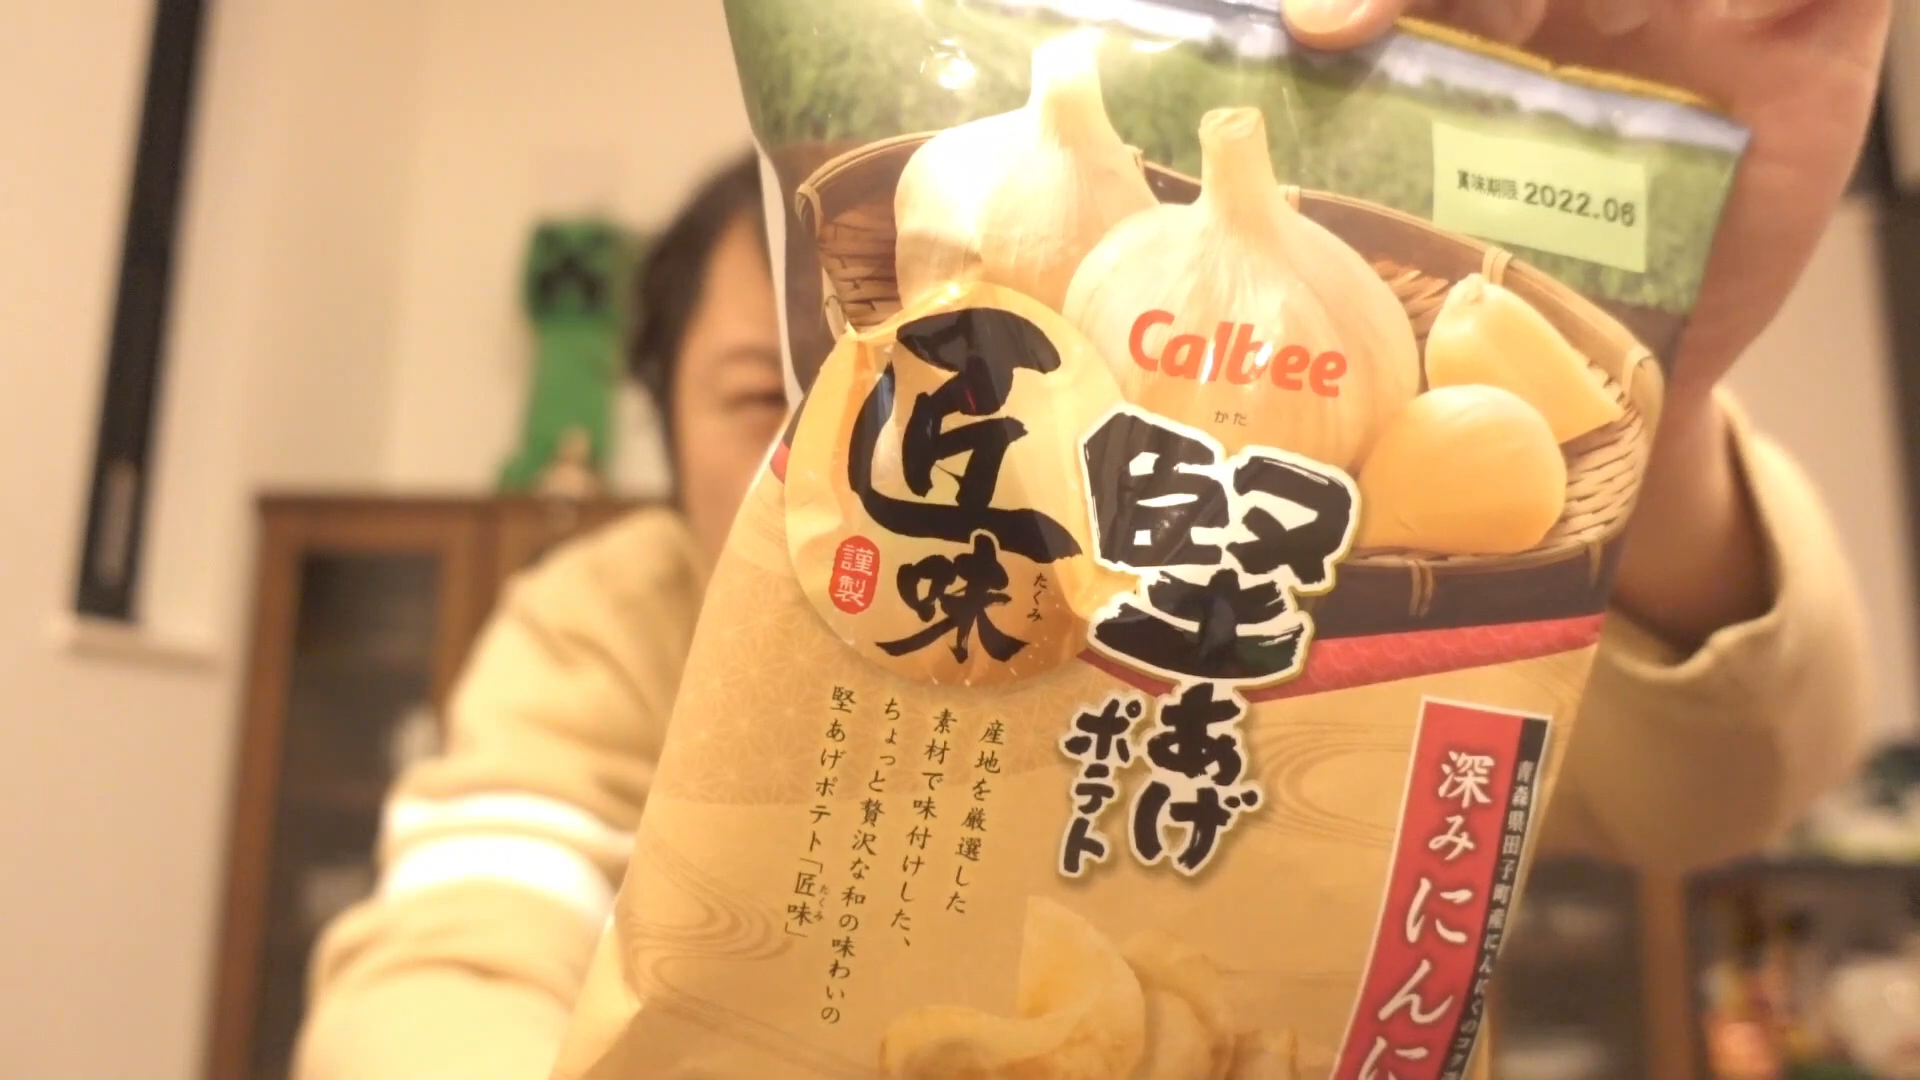 賞味期限 2022.06
Calbee
かた
堅あげ
ポテト
匠味
たくみ
謹製
産地を厳選した
素材で味付けした、
ちょっと贅沢な和の味わいの
堅あげポテト「匠味」
たくみ
青森県田子町産にんにくのコク
深みにんに